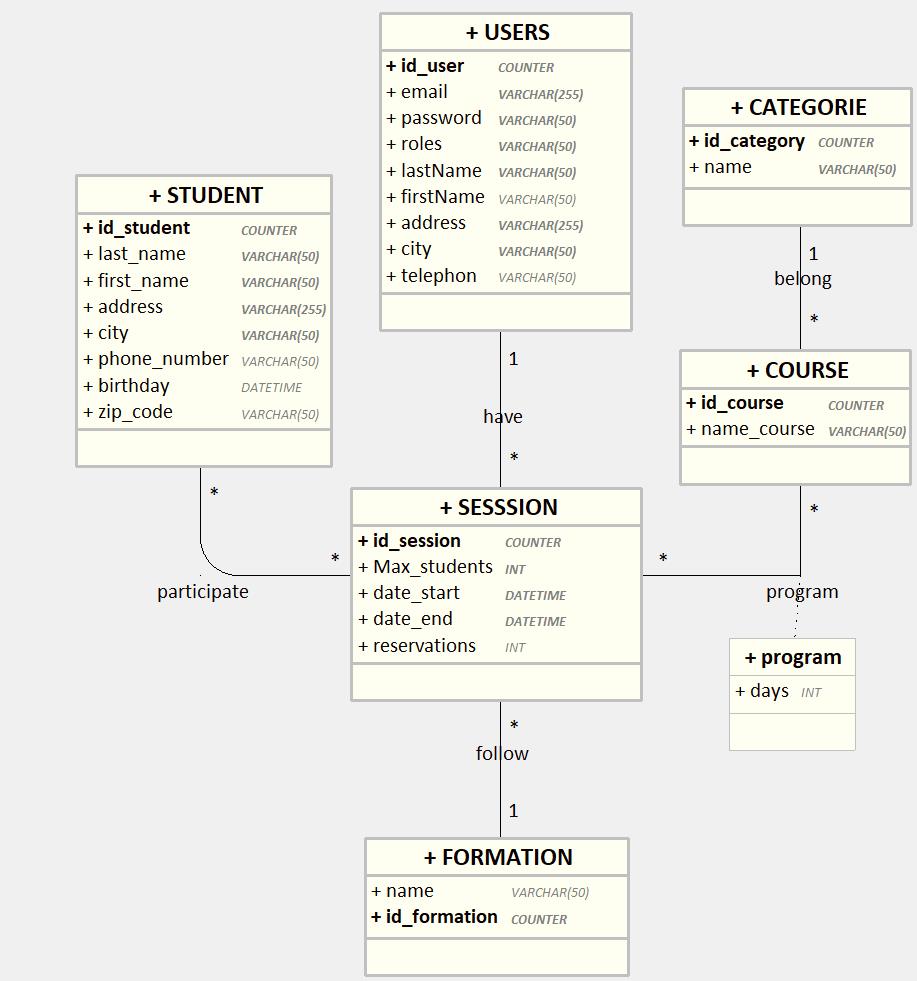 + USERS
+ id_user COUNTER
+ email VARCHAR(255)
+ password VARCHAR(50)
+ roles VARCHAR(50)
+ lastName VARCHAR(50)
+ firstName VARCHAR(50)
+ address VARCHAR(255)
+ city VARCHAR(50)
+ telephon VARCHAR(50)
+ CATEGORIE
+ id_category COUNTER
+ name VARCHAR(50)
+ STUDENT
+ id_student COUNTER
+ last_name VARCHAR(50)
+ first_name VARCHAR(50)
+ address VARCHAR(255)
+ city VARCHAR(50)
+ phone_number VARCHAR(50)
+ birthday DATETIME
+ zip_code VARCHAR(50)
1
belong
*
1
have
*
+ COURSE
+ id_course COUNTER
+ name_course VARCHAR(50)
*
*
participate
+ SESSSION
+ id_session COUNTER
+ Max_students INT
+ date_start DATETIME
+ date_end DATETIME
+ reservations INT
*
*
program
+ program
+ days INT
*
follow
1
+ FORMATION
+ name VARCHAR(50)
+ id_formation COUNTER